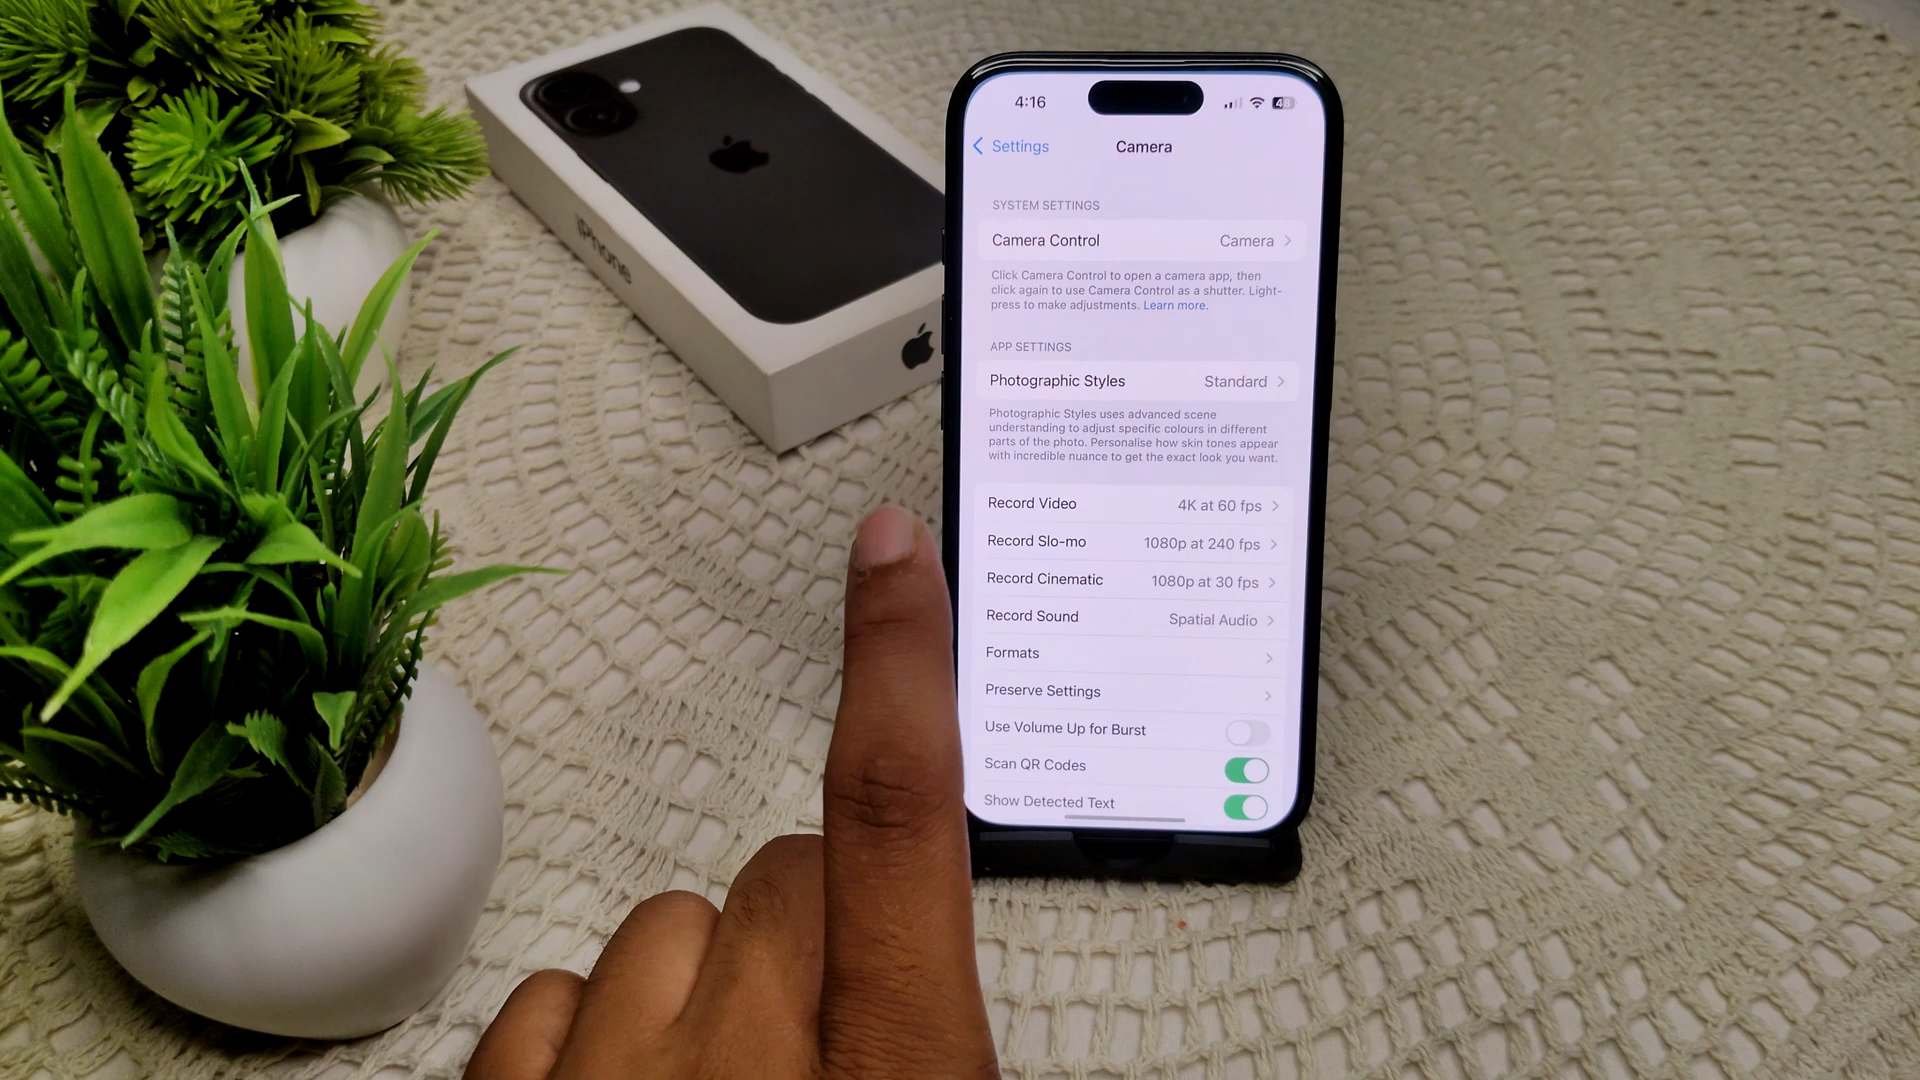 iPhone
4:16
48
Settings
Camera
SYSTEM SETTINGS
Camera Control Camera
Click Camera Control to open a camera app, then
click again to use Camera Control as a shutter. Light-
press to make adjustments. Learn more.
APP SETTINGS
Photographic Styles Standard
Photographic Styles uses advanced scene
understanding to adjust specific colours in different
parts of the photo. Personalise how skin tones appear
with incredible nuance to get the exact look you want.
Record Video 4K at 60 fps
Record Slo-mo 1080p at 240 fps
Record Cinematic 1080p at 30 fps
Record Sound Spatial Audio
Formats
Preserve Settings
Use Volume Up for Burst
Scan QR Codes
Show Detected Text